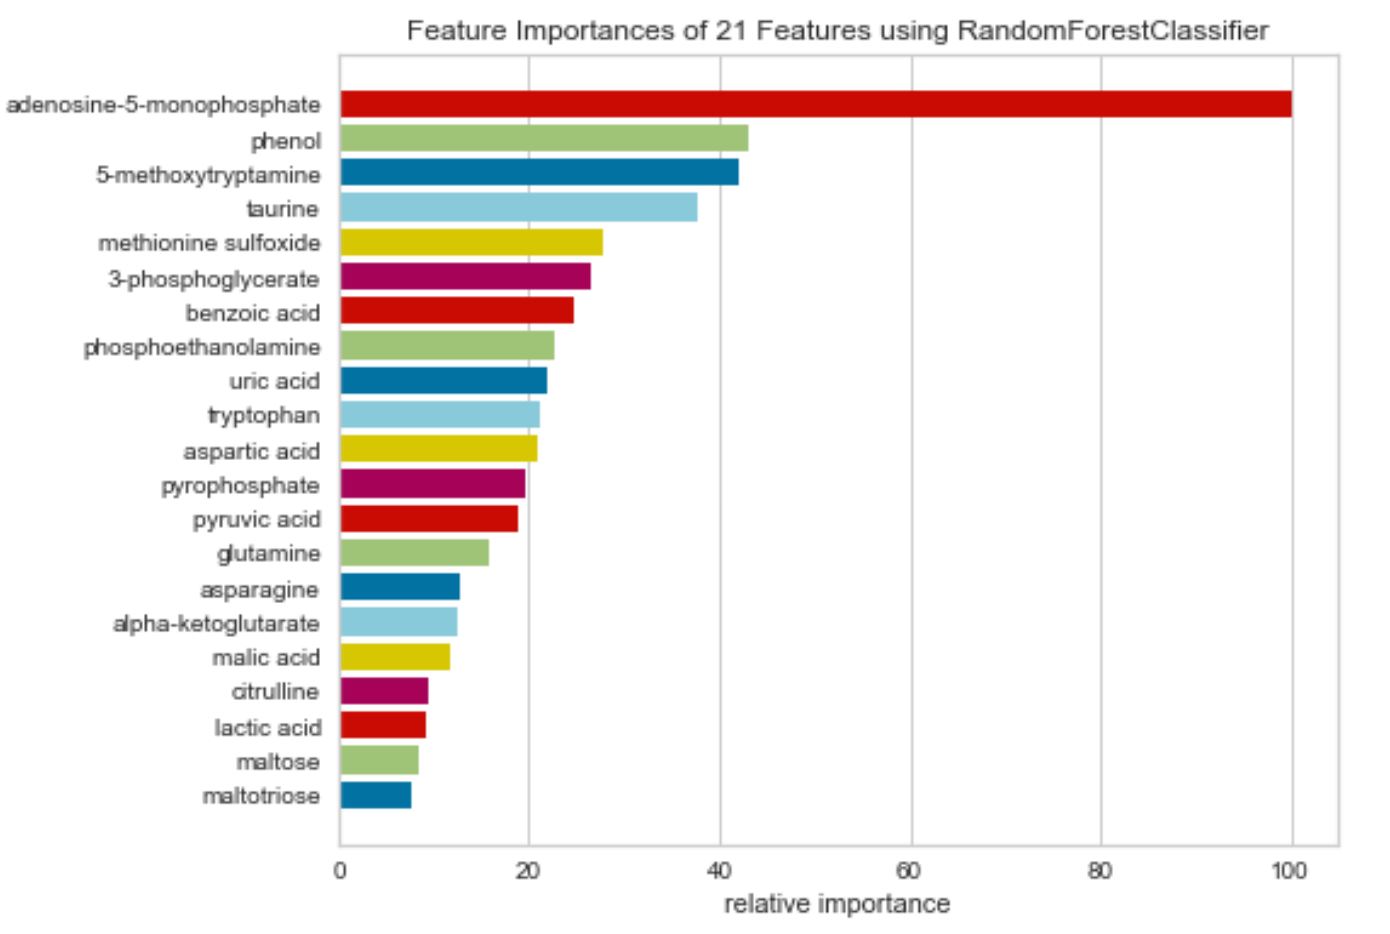 Feature Importances of 21 Features using RandomForestClassifier
adenosine-5-monophosphate
phenol
5-methoxytryptamine
taurine
methionine sulfoxide
3-phosphoglycerate
benzoic acid
phosphoethanolamine
uric acid
tryptophan
aspartic acid
pyrophosphate
pyruvic acid
glutamine
asparagine
alpha-ketoglutarate
malic acid
citrulline
lactic acid
maltose
maltotriose
0 20 40 60 80 100
relative importance